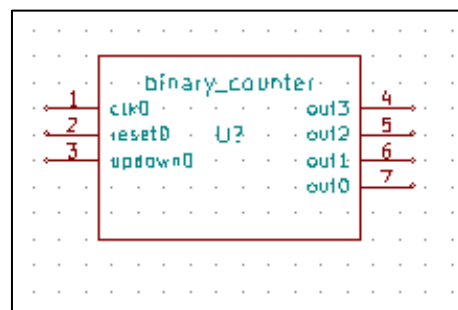 binary_counter
1 clk0 out3 4
2 reset0 U? out2 5
3 updown0 out1 6
out0 7